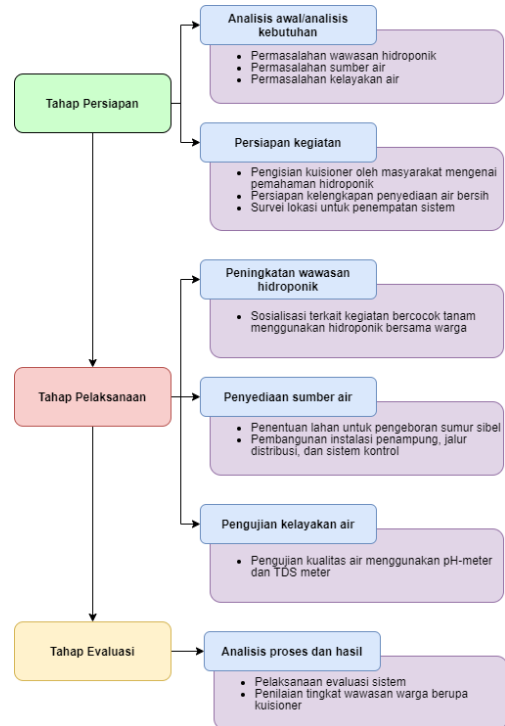 Analisis awal/analisis
kebutuhan
Permasalahan wawasan hidroponik
Permasalahan sumber air
Permasalahan kelayakan air
Tahap Persiapan
Persiapan kegiatan
Pengisian kuisioner oleh masyarakat mengenai
pemahaman hidroponik
Persiapan kelengkapan penyediaan air bersih
Survei lokasi untuk penempatan sistem
Peningkatan wawasan
hidroponik
Sosialisasi terkait kegiatan bercocok tanam
menggunakan hidroponik bersama warga
Tahap Pelaksanaan
Penyediaan sumber air
Penentuan lahan untuk pengeboran sumur sibel
Pembangunan instalasi penampung, jalur
distribusi, dan sistem kontrol
Pengujian kelayakan air
Pengujian kualitas air menggunakan pH-meter
dan TDS meter
Tahap Evaluasi
Analisis proses dan hasil
Pelaksanaan evaluasi sistem
Penilaian tingkat wawasan warga berupa
kuisioner